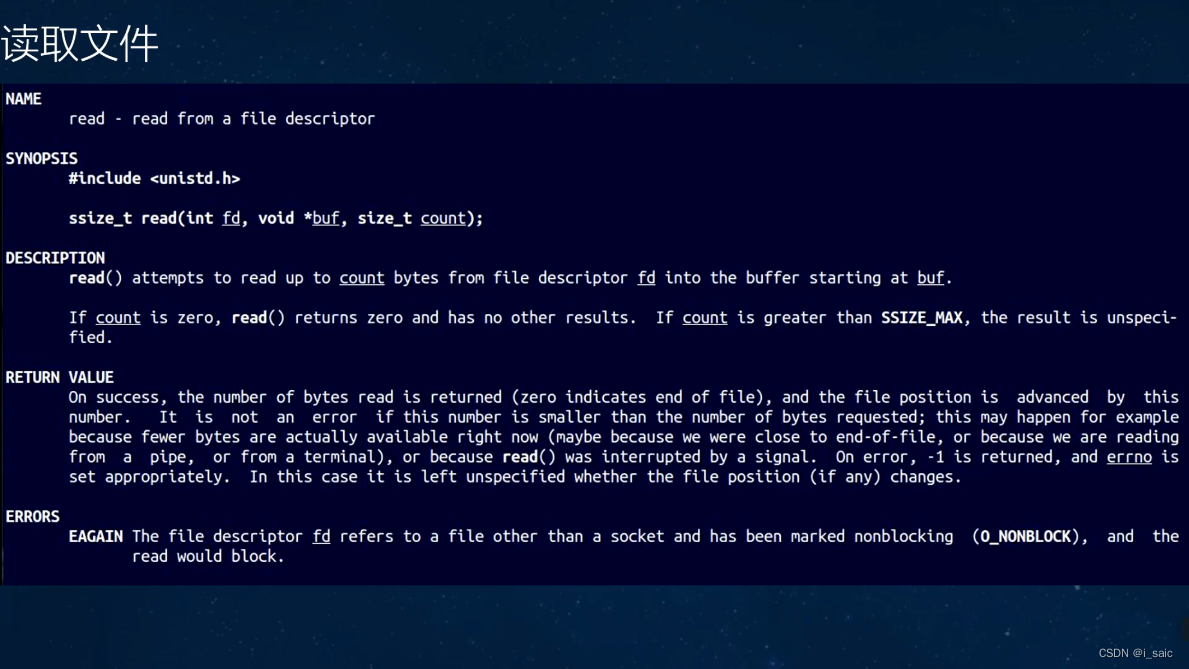 读取文件
NAME
read - read from a file descriptor
SYNOPSIS
#include <unistd.h>
ssize_t read(int fd, void *buf, size_t count);
DESCRIPTION
read() attempts to read up to count bytes from file descriptor fd into the buffer starting at buf.
If count is zero, read() returns zero and has no other results.  If count is greater than SSIZE_MAX, the result is unspeci-
fied.
RETURN VALUE
On success, the number of bytes read is returned (zero indicates end of file), and the file position is  advanced  by  this
number.   It  is  not  an  error  if this number is smaller than the number of bytes requested; this may happen for example
because fewer bytes are actually available right now (maybe because we were close to end-of-file, or because we are reading
from  a  pipe,  or from a terminal), or because read() was interrupted by a signal.  On error, -1 is returned, and errno is
set appropriately.  In this case it is left unspecified whether the file position (if any) changes.
ERRORS
EAGAIN The file descriptor fd refers to a file other than a socket and has been marked nonblocking  (O_NONBLOCK),  and  the
read would block.
CSDN @i_saic